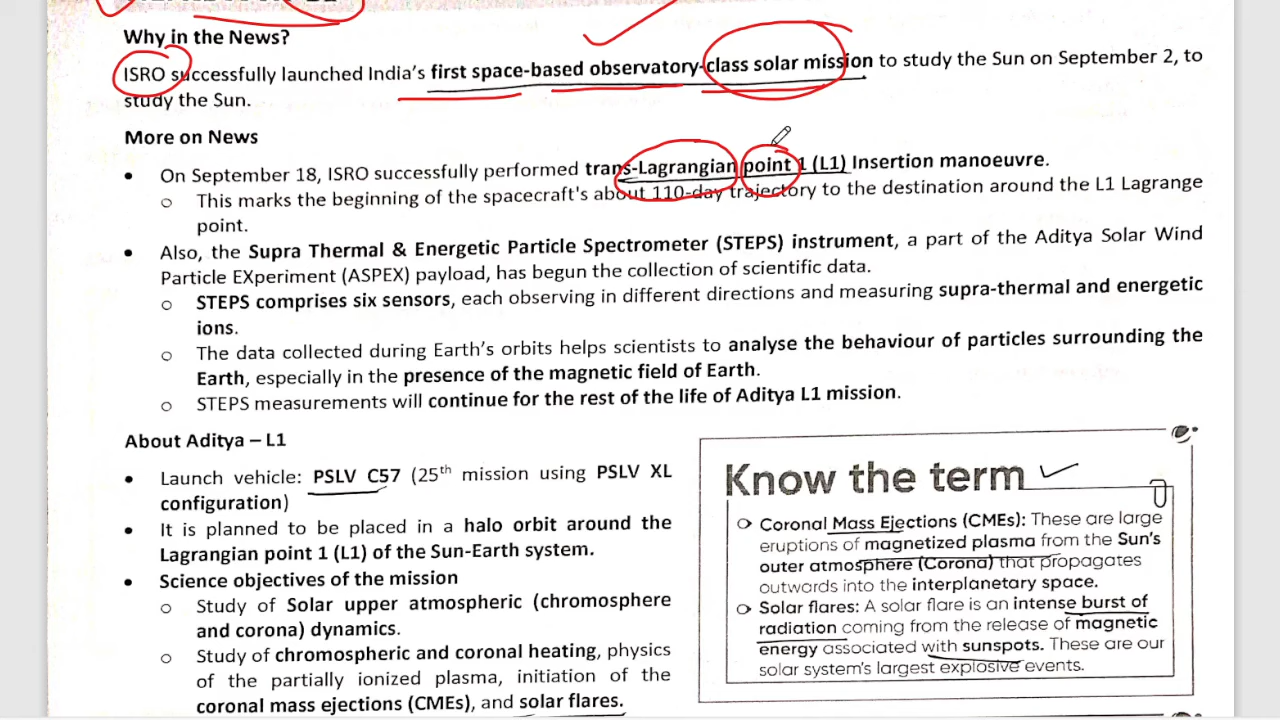 Why in the News?
ISRO successfully launched India's first space-based observatory-class solar mission to study the Sun on September 2, to
study the Sun.
More on News
• On September 18, ISRO successfully performed trans-Lagrangian point 1 (L1) Insertion manoeuvre.
o This marks the beginning of the spacecraft's about 110-day trajectory to the destination around the L1 Lagrange
point.
• Also, the Supra Thermal & Energetic Particle Spectrometer (STEPS) instrument, a part of the Aditya Solar Wind
Particle EXperiment (ASPEX) payload, has begun the collection of scientific data.
o STEPS comprises six sensors, each observing in different directions and measuring supra-thermal and energetic
ions.
o The data collected during Earth's orbits helps scientists to analyse the behaviour of particles surrounding the
Earth, especially in the presence of the magnetic field of Earth.
o STEPS measurements will continue for the rest of the life of Aditya L1 mission.
About Aditya – L1
• Launch vehicle: PSLV C57 (25th mission using PSLV XL
configuration)
• It is planned to be placed in a halo orbit around the
Lagrangian point 1 (L1) of the Sun-Earth system.
• Science objectives of the mission
o Study of Solar upper atmospheric (chromosphere
and corona) dynamics.
o Study of chromospheric and coronal heating, physics
of the partially ionized plasma, initiation of the
coronal mass ejections (CMEs), and solar flares.
Know the term
Coronal Mass Ejections (CMEs): These are large
eruptions of magnetized plasma from the Sun's
outer atmosphere (Corona) that propagates
outwards into the interplanetary space.
Solar flares: A solar flare is an intense burst of
radiation coming from the release of magnetic
energy associated with sunspots. These are our
solar system's largest explosive events.